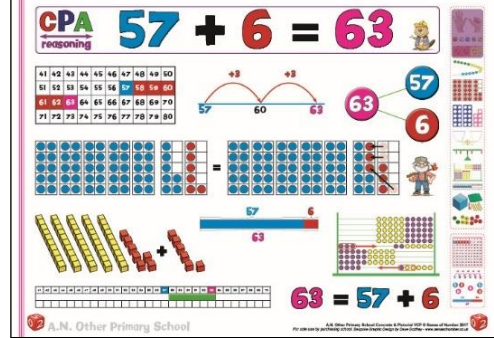 CPA
reasoning
57 + 6 = 63
41 42 43 44 45 46 47 48 49 50
51 52 53 54 55 56 57 58 59 60
61 62 63 64 65 66 67 68 69 70
71 72 73 74 75 76 77 78 79 80
+3 +3
57 60 63
57
63
6
=
57 6
63
+
63 = 57 + 6
A.N. Other Primary School